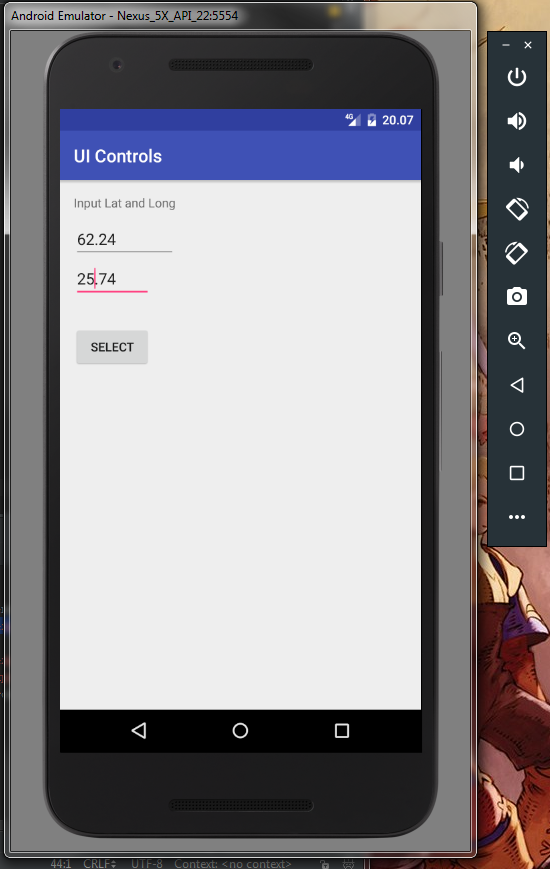 Android Emulator - Nexus_5X_API_22:5554
4G 20.07
UI Controls
Input Lat and Long
62.24
25.74
SELECT
44:1 CRLF UTF-8 Context: <no context>